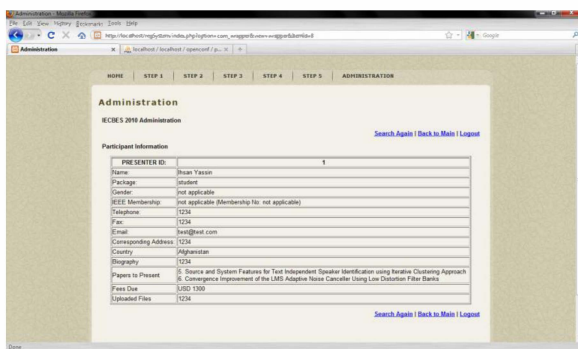 Administration - Mozilla Firefox
File Edit View History Bookmarks Tools Help
Google
Administration
localhost / localhost / openconf / p...
HOME | STEP 1 | STEP 2 | STEP 3 | STEP 4 | STEP 5 | ADMINISTRATION
Administration
IECBES 2010 Administration
Search Again | Back to Main | Logout
Participant Information
PRESENTER ID: 1
Name: Ihsan Yassin
Package: student
Gender: not applicable
IEEE Membership: not applicable (Membership No: not applicable)
Telephone: 1234
Fax: 1234
Email: test@test.com
Corresponding Address 1234
Country Afghanistan
Biography 1234
Papers to Present
5. Source and System Features for Text Independent Speaker Identification using Iterative Clustering Approach
6. Convergence Improvement of the LMS Adaptive Noise Canceller Using Low Distortion Filter Banks
Fees Due USD 1300
Uploaded Files 1234
Search Again | Back to Main | Logout
Done